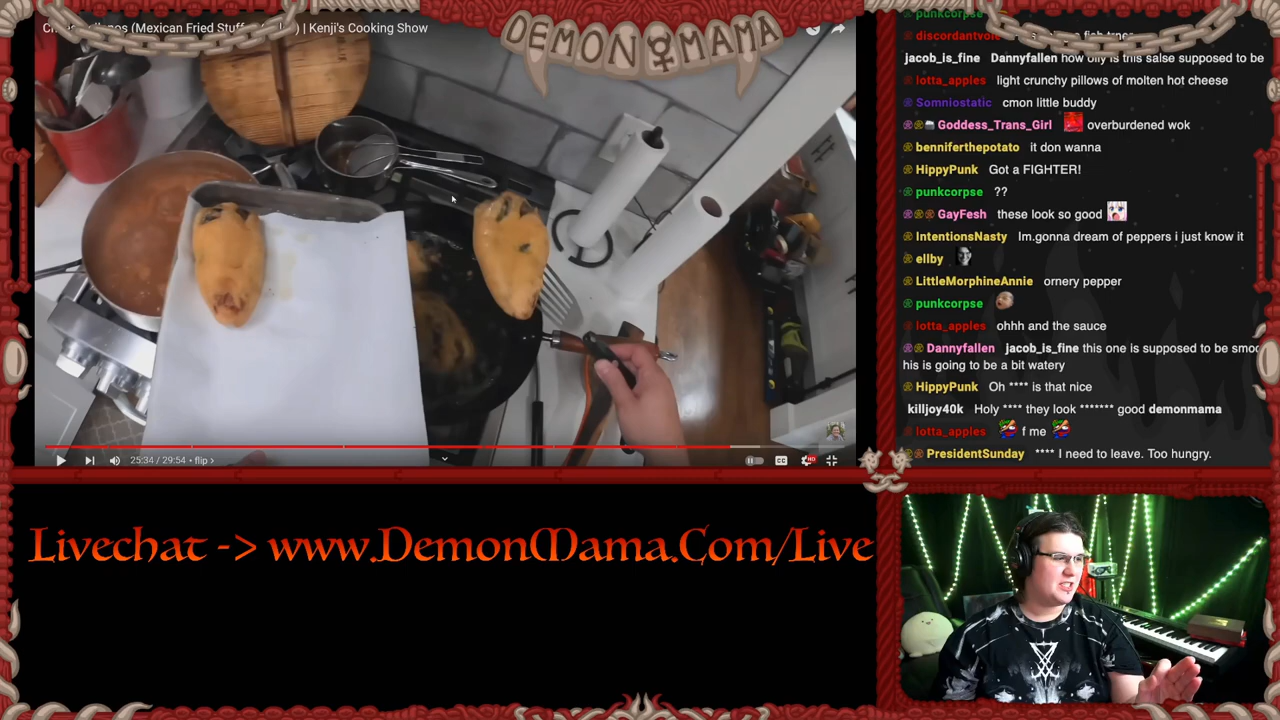 (Mexican Fried Stuff
) | Kenji's Cooking Show
DEMON MAMA
25:34 / 29:54 • flip >
CC
HD
Livechat -> www.DemonMama.Com/Live
punkcorpse
jacob_is_fine Dannyfallen how oily is this salse supposed to be
lotta_apples light crunchy pillows of molten hot cheese
Somniostatic cmon little buddy
Goddess_Trans_Girl overburdened wok
benniferthepotato it don wanna
HippyPunk Got a FIGHTER!
punkcorpse ??
GayFesh these look so good
IntentionsNasty Im.gonna dream of peppers i just know it
ellby
LittleMorphineAnnie ornery pepper
punkcorpse
lotta_apples ohhh and the sauce
Dannyfallen jacob_is_fine this one is supposed to be smoo
his is going to be a bit watery
HippyPunk Oh **** is that nice
killjoy40k Holy **** they look ******* good demonmama
lotta_apples f me
PresidentSunday **** I need to leave. Too hungry.